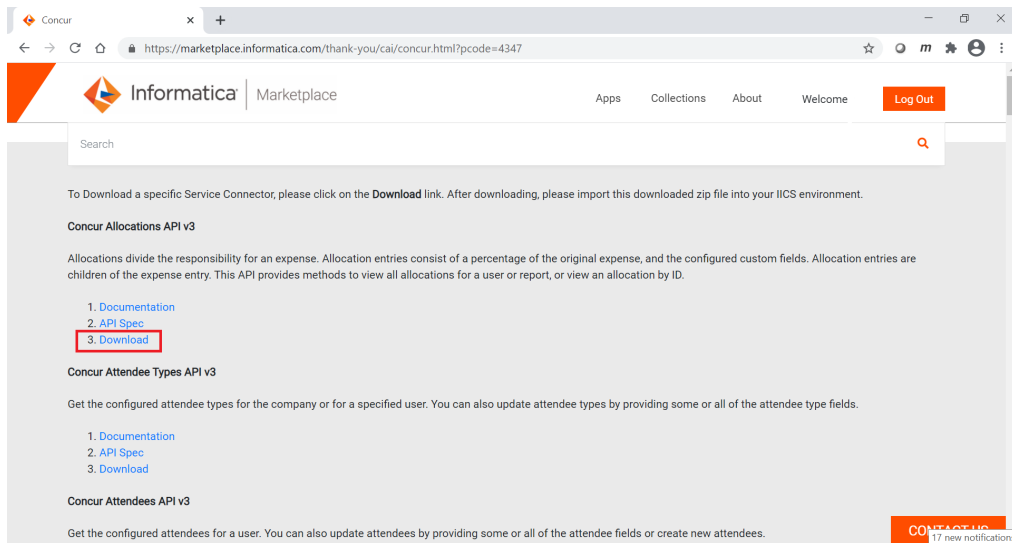 Concur
https://marketplace.informatica.com/thank-you/cai/concur.html?pcode=4347
m
Informatica Marketplace
Apps Collections About Welcome Log Out
Search
To Download a specific Service Connector, please click on the Download link. After downloading, please import this downloaded zip file into your IICS environment.
Concur Allocations API v3
Allocations divide the responsibility for an expense. Allocation entries consist of a percentage of the original expense, and the configured custom fields. Allocation entries are
children of the expense entry. This API provides methods to view all allocations for a user or report, or view an allocation by ID.
1. Documentation
2. API Spec
3. Download
Concur Attendee Types API v3
Get the configured attendee types for the company or for a specified user. You can also update attendee types by providing some or all of the attendee type fields.
1. Documentation
2. API Spec
3. Download
Concur Attendees API v3
Get the configured attendees for a user. You can also update attendees by providing some or all of the attendee fields or create new attendees.
CONTACT US
17 new notification